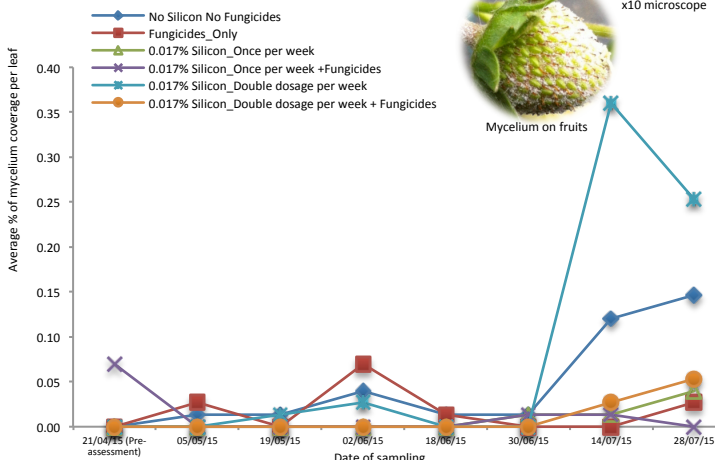 x10 microscope
No Silicon No Fungicides
Fungicides_Only
0.017% Silicon_Once per week
0.017% Silicon_Once per week +Fungicides
0.017% Silicon_Double dosage per week
0.017% Silicon_Double dosage per week + Fungicides
Mycelium on fruits
Average % of mycelium coverage per leaf
0.40
0.35
0.30
0.25
0.20
0.15
0.10
0.05
0.00
21/04/15 (Pre-
assessment)
05/05/15
19/05/15
02/06/15
18/06/15
30/06/15
14/07/15
28/07/15
Date of sampling